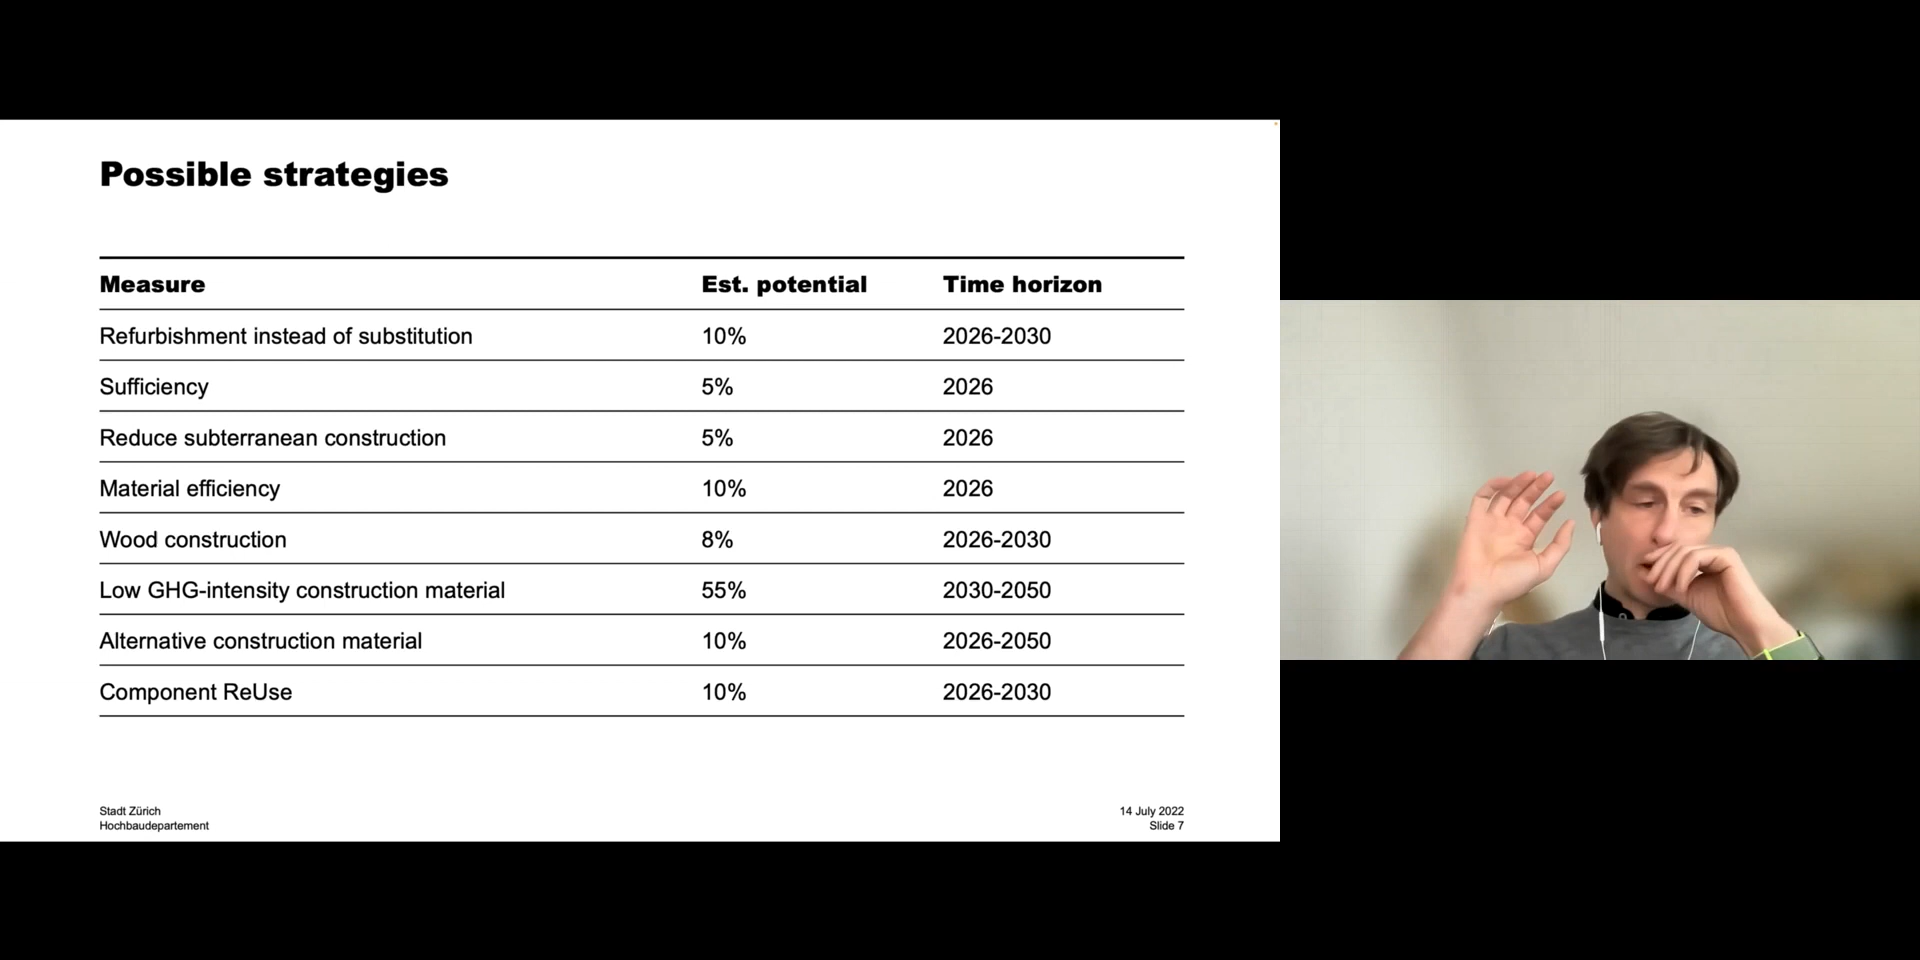 Possible strategies
Measure Est. potential Time horizon
Refurbishment instead of substitution 10% 2026-2030
Sufficiency 5% 2026
Reduce subterranean construction 5% 2026
Material efficiency 10% 2026
Wood construction 8% 2026-2030
Low GHG-intensity construction material 55% 2030-2050
Alternative construction material 10% 2026-2050
Component ReUse 10% 2026-2030
Stadt Zürich
Hochbaudepartement
14 July 2022
Slide 7